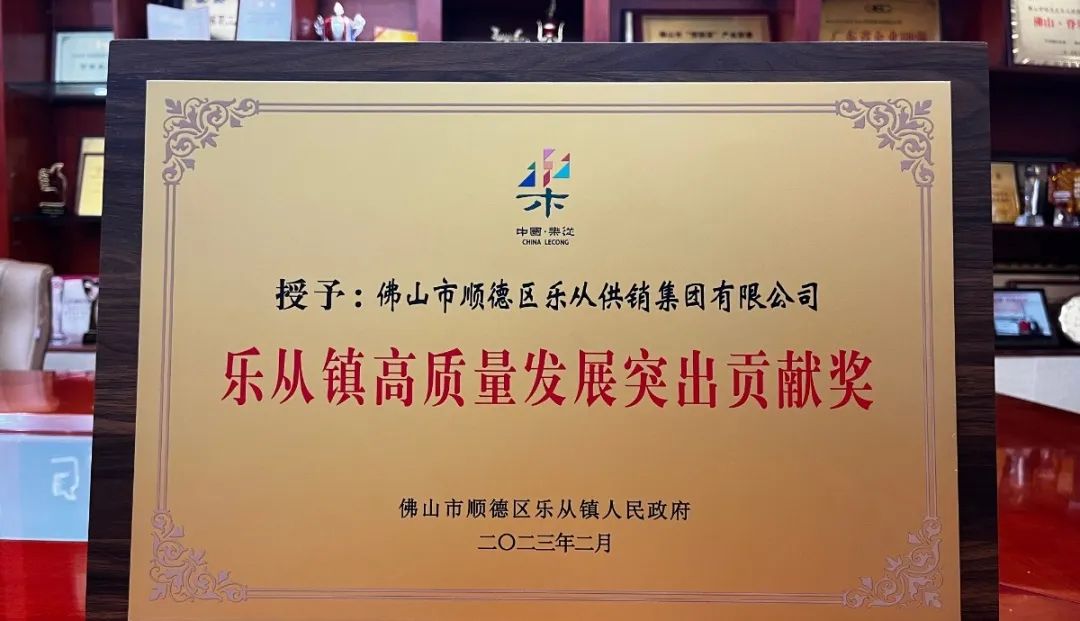 中國·樂從
CHINA LECONG
授予：佛山市顺德区乐从供销集团有限公司
乐从镇高质量发展突出贡献奖
佛山市顺德区乐从镇人民政府
二〇二三年二月